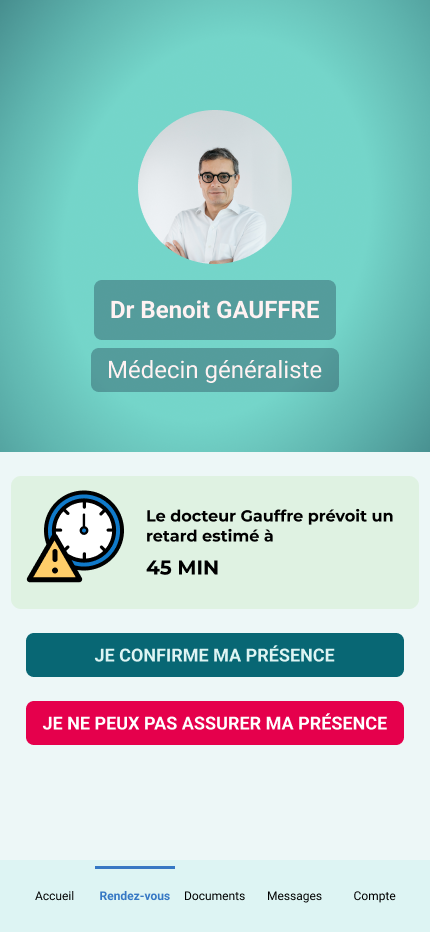 Dr Benoit GAUFFRE
Médecin généraliste
Le docteur Gauffre prévoit un
retard estimé à
45 MIN
JE CONFIRME MA PRÉSENCE
JE NE PEUX PAS ASSURER MA PRÉSENCE
Accueil Rendez-vous Documents Messages Compte